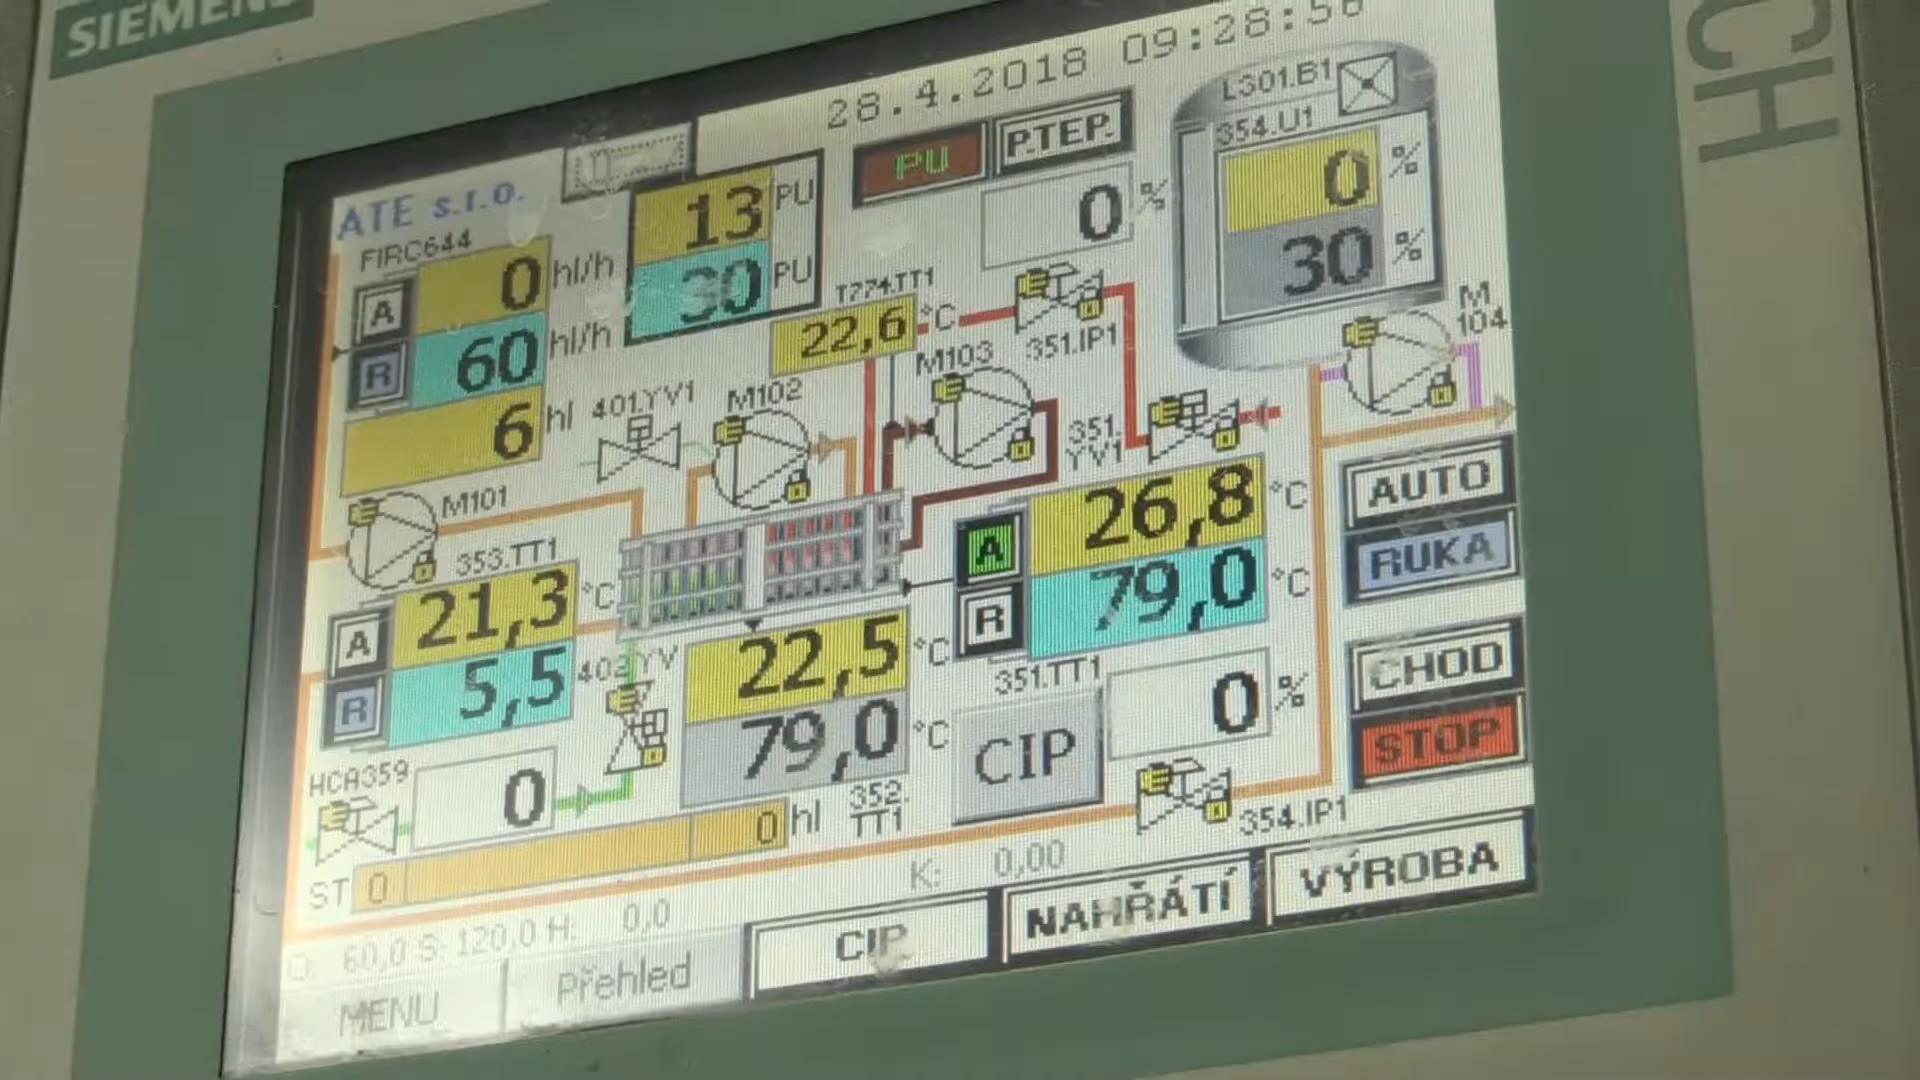 SIEMENS
CH
28.4.2018 09:28:56
ATE s.r.o.
FIRC644
A
0 hl/h
R
60 hl/h
6 hl
13 PU
30 PU
PU
P.TEP.
0 %
L301.B1
354.U1
0 %
30 %
T774.TT1
22,6 °C
351.IP1
M103
M 104
401.YV1
M102
351.YV1
M101
353.TT1
A
21,3 °C
R
5,5
402.YV
22,5 °C
79,0 °C
352.TT1
A
26,8 °C
R
79,0 °C
351.TT1
AUTO
RUKA
CHOD
STOP
HCA359
0
CIP
0 %
354.IP1
ST 0
0 hl
K: 0,00
Q: 60,0 S: 120,0 H: 0,0
MENU
Přehled
CIP
NAHŘÁTÍ
VÝROBA